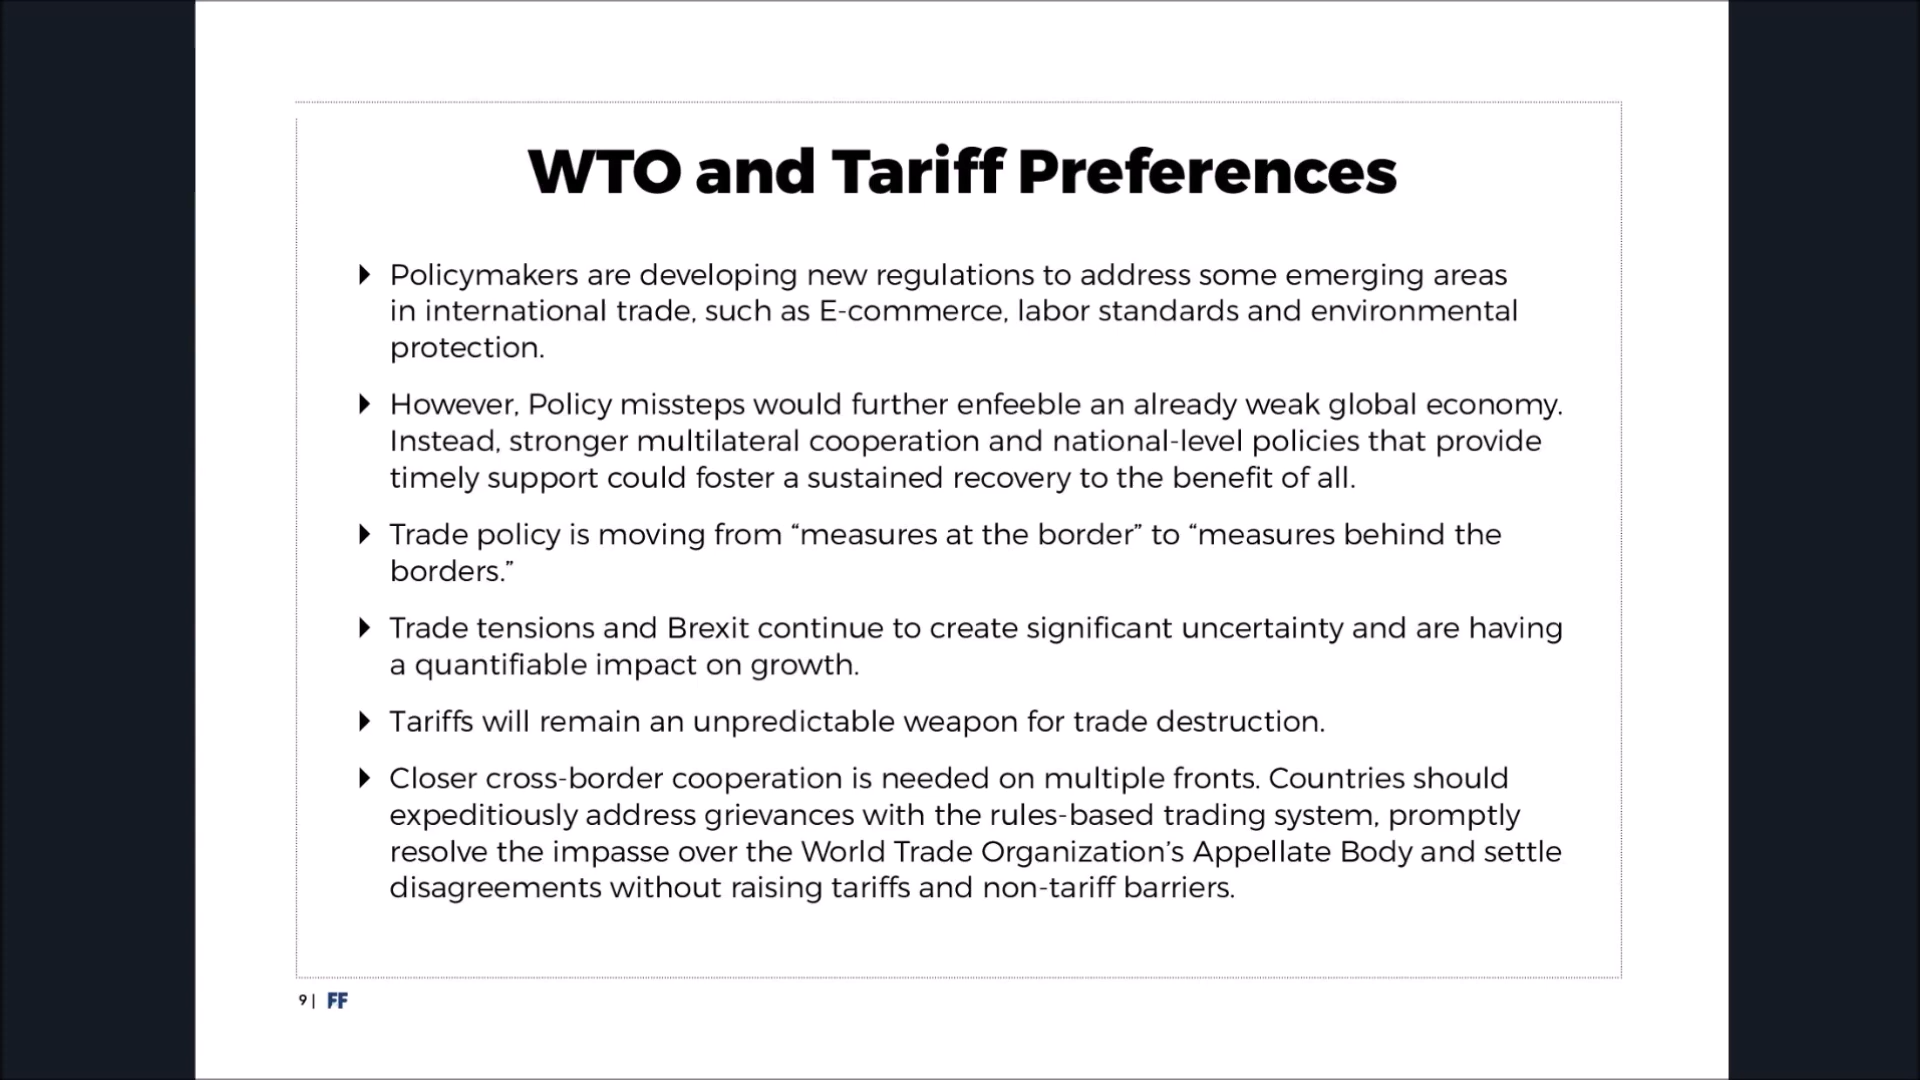 WTO and Tariff Preferences
Policymakers are developing new regulations to address some emerging areas
in international trade, such as E-commerce, labor standards and environmental
protection.
However, Policy missteps would further enfeeble an already weak global economy.
Instead, stronger multilateral cooperation and national-level policies that provide
timely support could foster a sustained recovery to the benefit of all.
Trade policy is moving from “measures at the border” to “measures behind the
borders.”
Trade tensions and Brexit continue to create significant uncertainty and are having
a quantifiable impact on growth.
Tariffs will remain an unpredictable weapon for trade destruction.
Closer cross-border cooperation is needed on multiple fronts. Countries should
expeditiously address grievances with the rules-based trading system, promptly
resolve the impasse over the World Trade Organization’s Appellate Body and settle
disagreements without raising tariffs and non-tariff barriers.
9 | FF